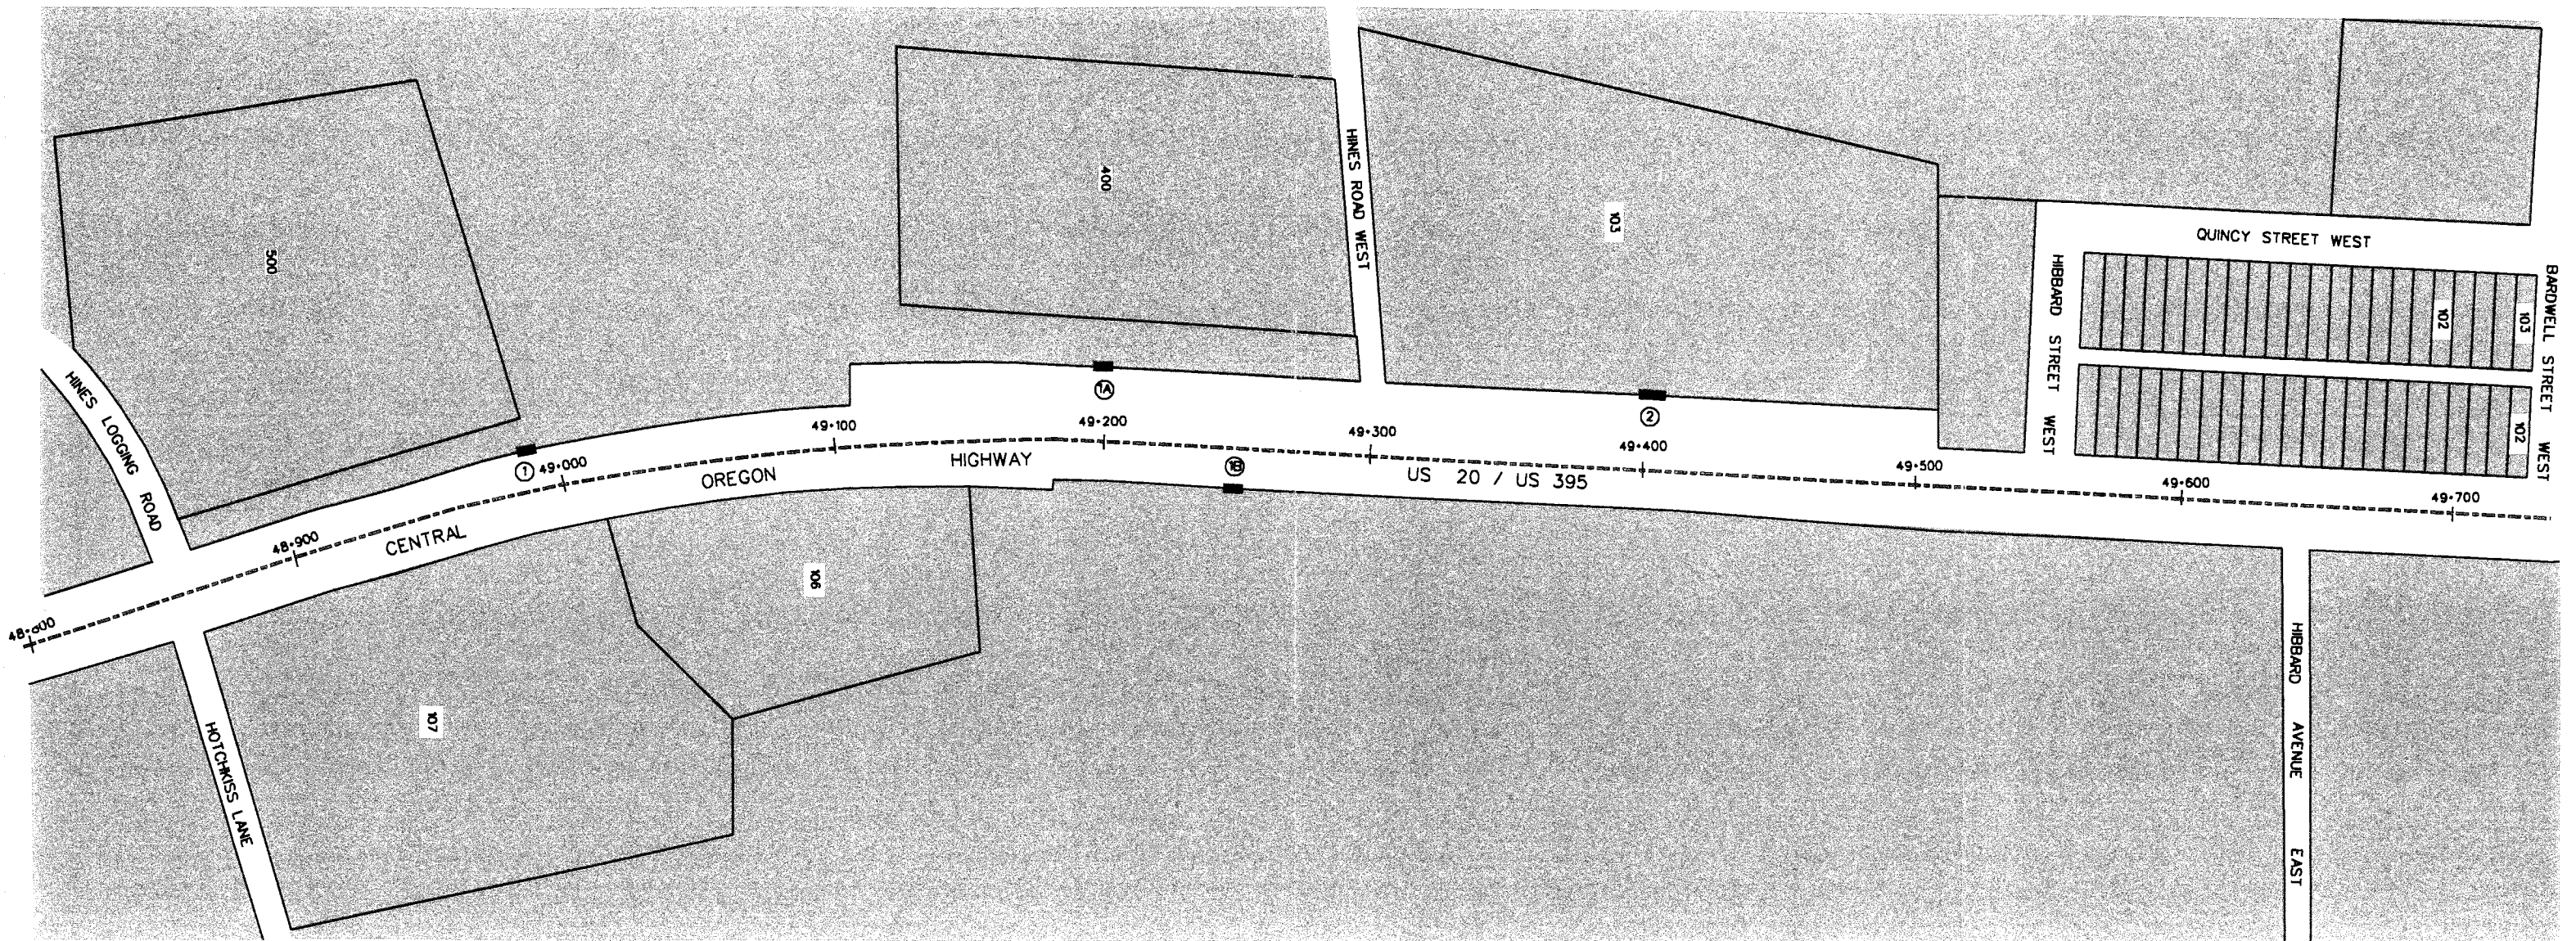 400
HINES ROAD WEST
103
QUINCY STREET WEST
500
HIBBARD STREET WEST
102
103
BARDWELL STREET WEST
102
HINES LOGGING ROAD
1A
2
1
1B
49+000
49+100
49+200
49+300
49+400
49+500
49+600
49+700
48+900
CENTRAL OREGON HIGHWAY US 20 / US 395
106
107
HOTCHKISS LANE
HIBBARD AVENUE EAST